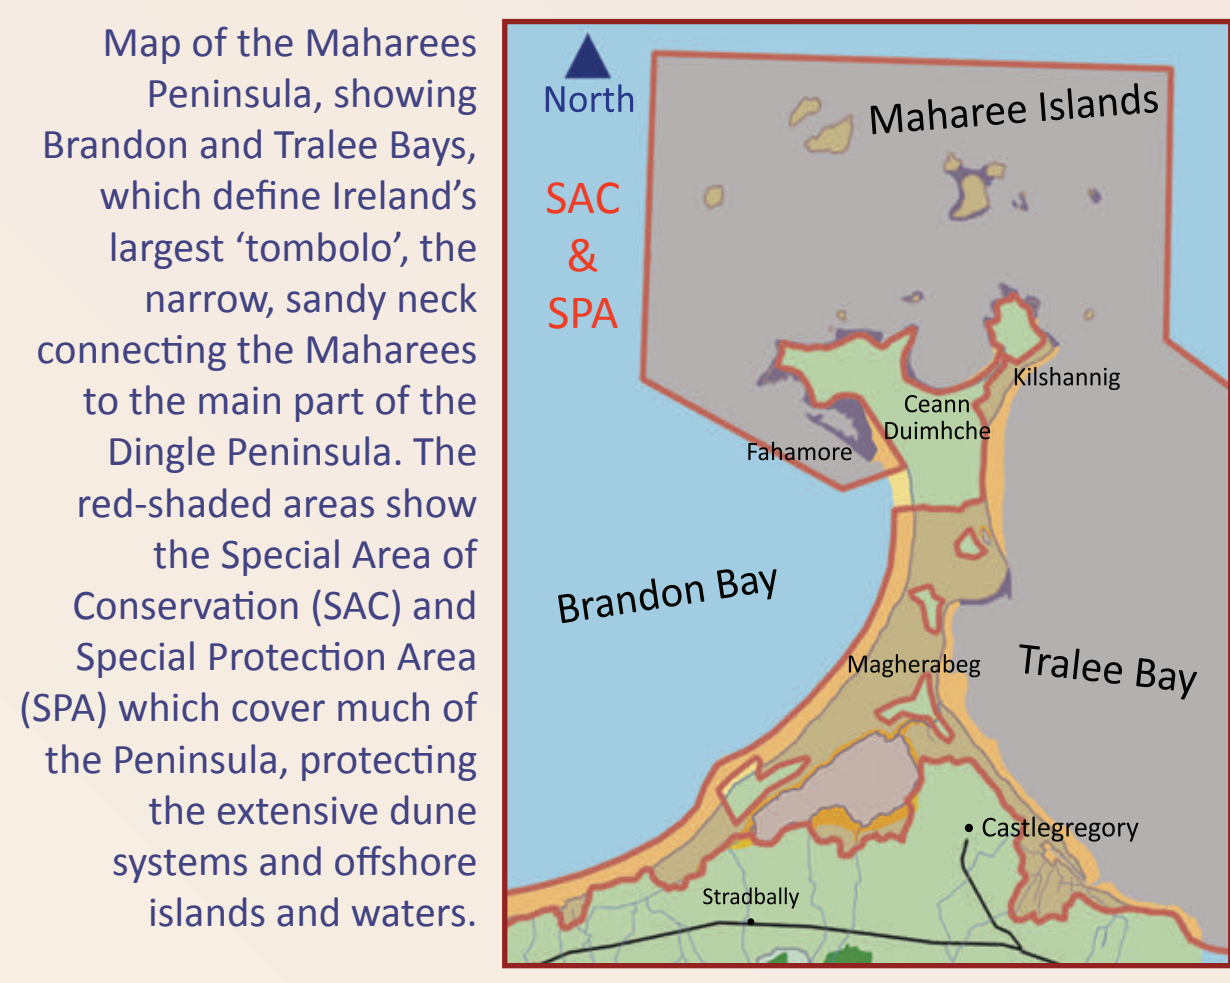 Map of the Maharees
Peninsula, showing
Brandon and Tralee Bays,
which define Ireland’s
largest ‘tombolo’, the
narrow, sandy neck
connecting the Maharees
to the main part of the
Dingle Peninsula. The
red-shaded areas show
the Special Area of
Conservation (SAC) and
Special Protection Area
(SPA) which cover much of
the Peninsula, protecting
the extensive dune
systems and offshore
islands and waters.
North
Maharee Islands
SAC
&
SPA
Kilshannig
Ceann
Duimhche
Fahamore
Brandon Bay
Magherabeg
Tralee Bay
Castlegregory
Stradbally